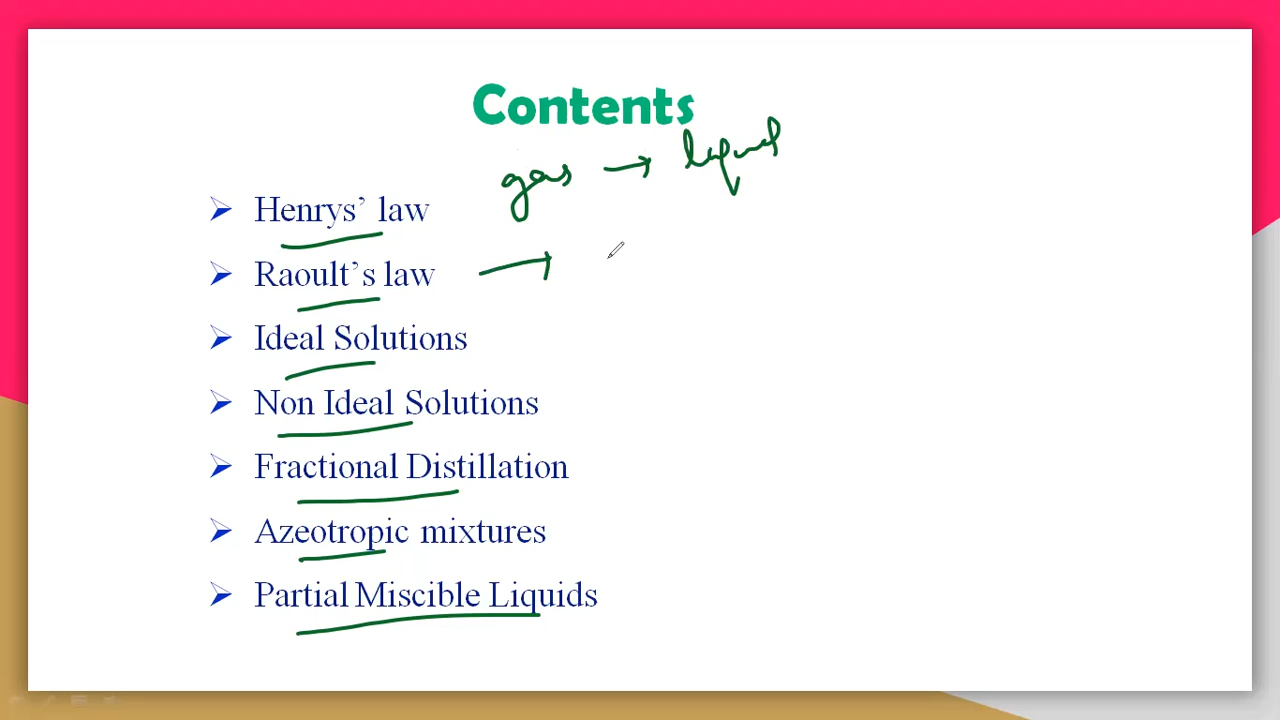 Contents
gas → liquid
➢ Henrys’ law
➢ Raoult’s law →
➢ Ideal Solutions
➢ Non Ideal Solutions
➢ Fractional Distillation
➢ Azeotropic mixtures
➢ Partial Miscible Liquids